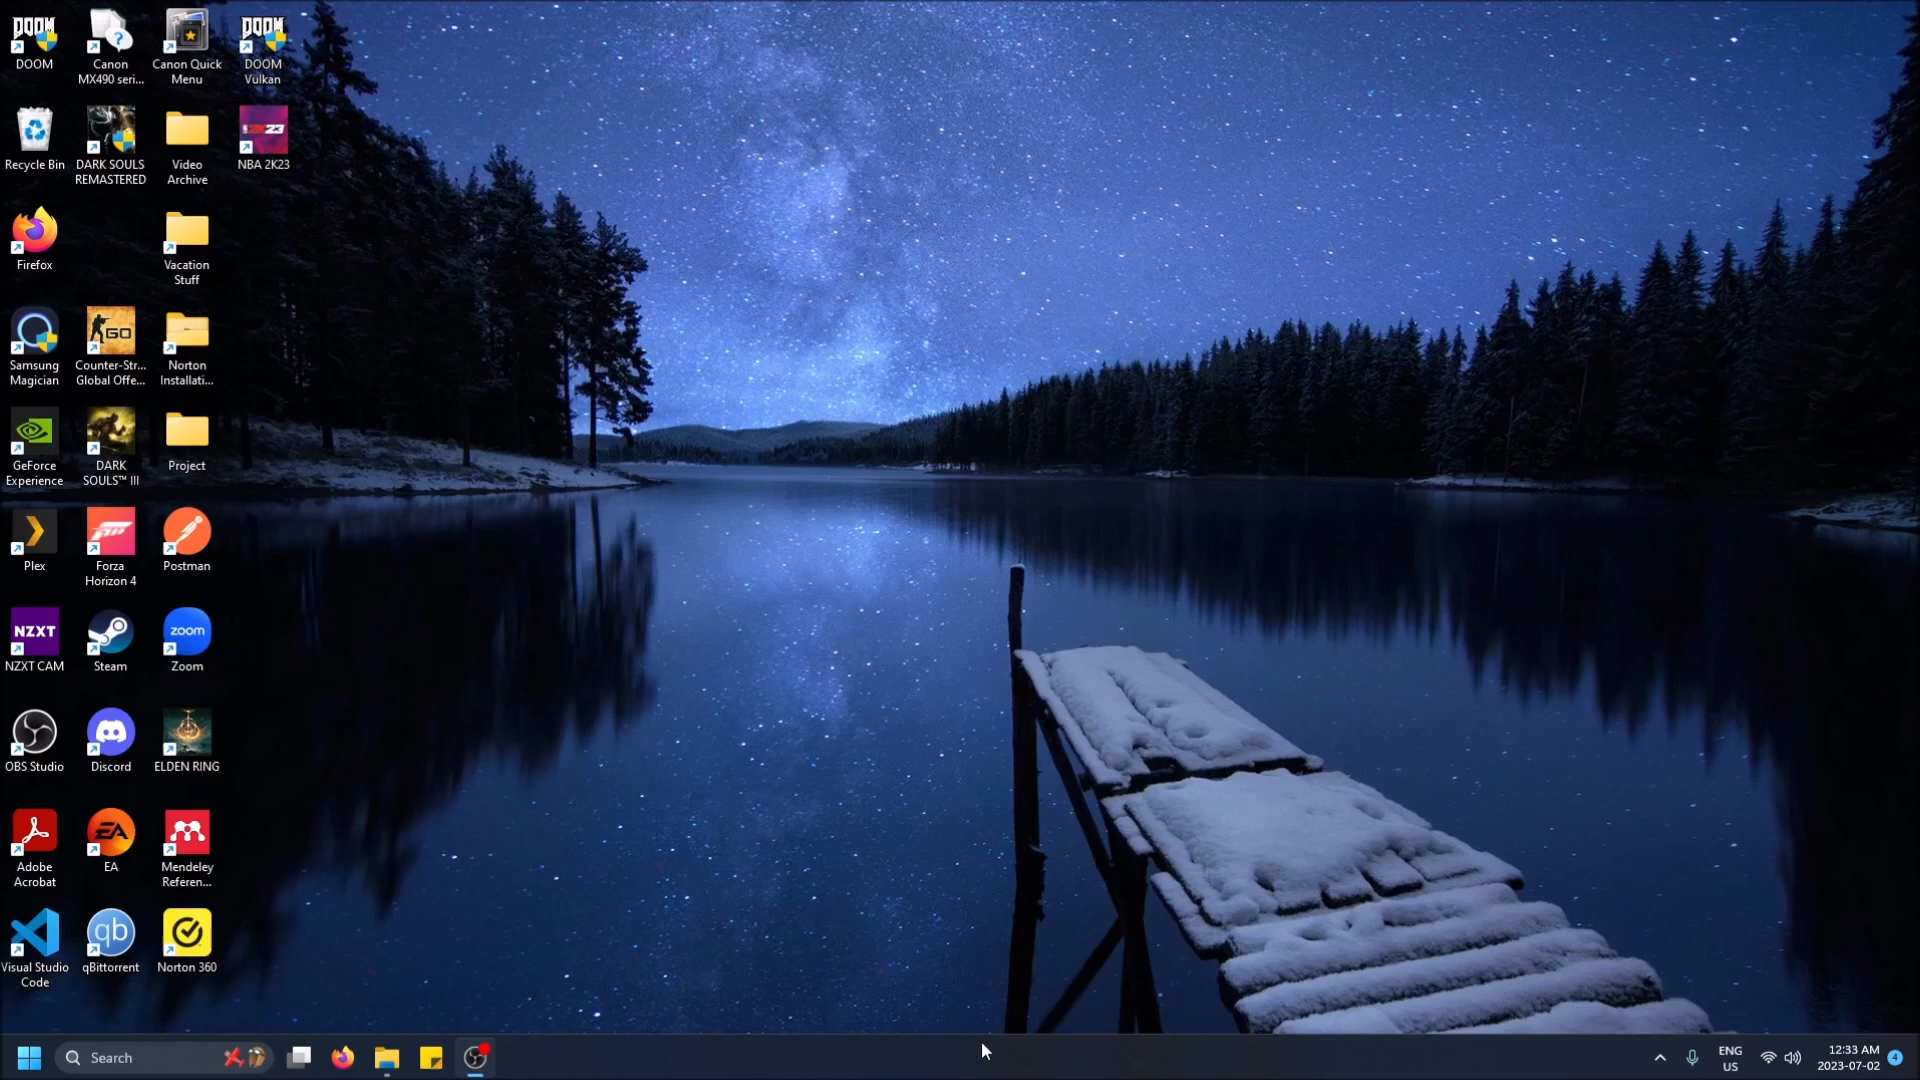 DOOM
Canon
MX490 seri...
Canon Quick
Menu
DOOM
Vulkan
Recycle Bin
DARK SOULS
REMASTERED
Video
Archive
2K23
NBA 2K23
Firefox
Vacation
Stuff
Samsung
Magician
GO
Counter-Str...
Global Offe...
Norton
Installati...
GeForce
Experience
DARK
SOULS™ III
Project
Plex
Forza
Horizon 4
Postman
NZXT
NZXT CAM
Steam
zoom
Zoom
OBS Studio
Discord
ELDEN RING
Adobe
Acrobat
EA
EA
Mendeley
Referen...
Visual Studio
Code
qb
qBittorrent
Norton 360
Search
ENG
US
12:33 AM
2023-07-02
4
DOOM
DOOM